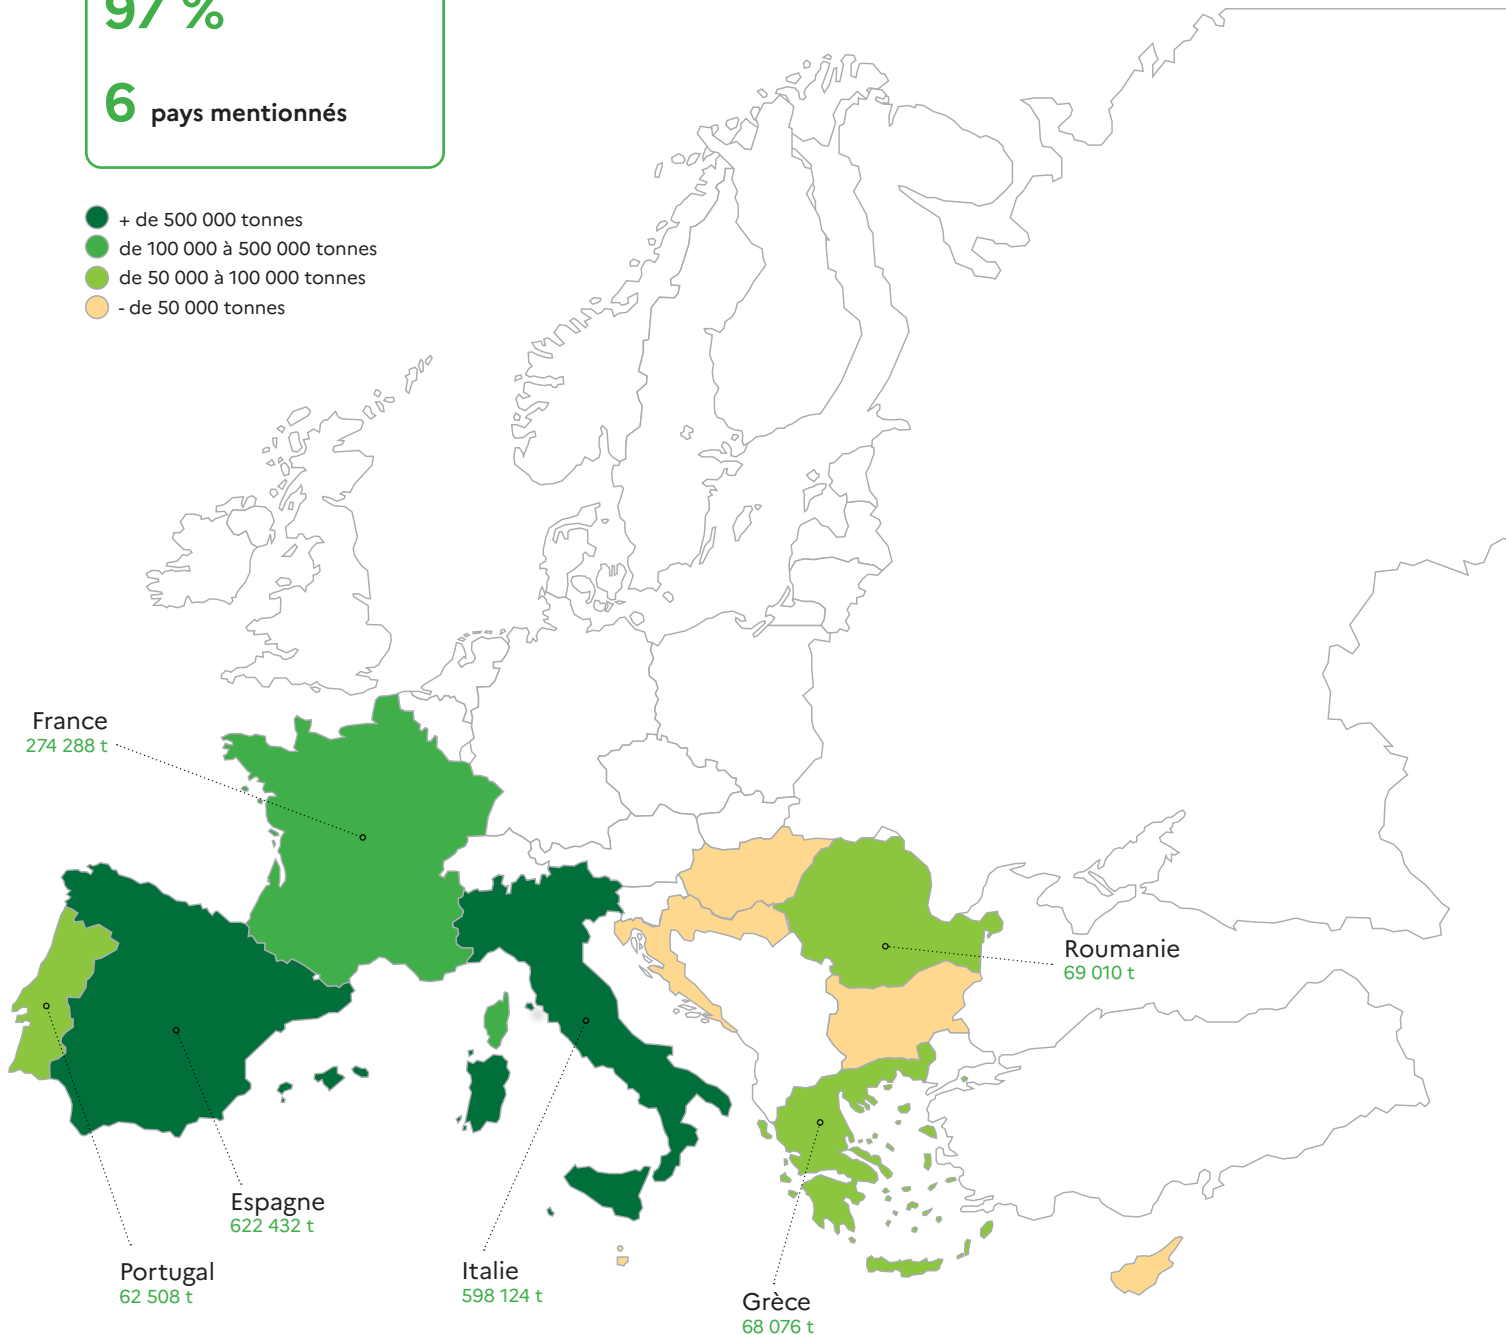 97 %
6 pays mentionnés
+ de 500 000 tonnes
de 100 000 à 500 000 tonnes
de 50 000 à 100 000 tonnes
- de 50 000 tonnes
France
274 288 t
Roumanie
69 010 t
Espagne
622 432 t
Portugal
62 508 t
Italie
598 124 t
Grèce
68 076 t